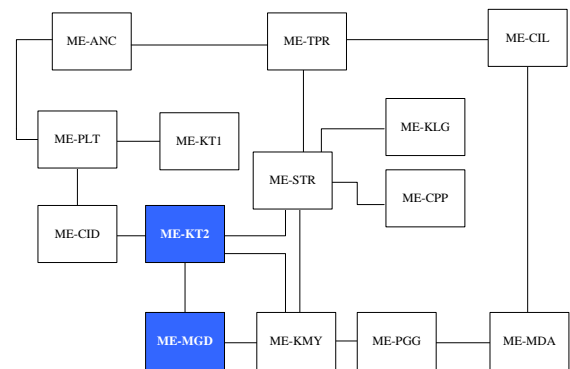 ME-ANC
ME-TPR
ME-CIL
ME-PLT
ME-KT1
ME-KLG
ME-STR
ME-CPP
ME-CID
ME-KT2
ME-MGD
ME-KMY
ME-PGG
ME-MDA